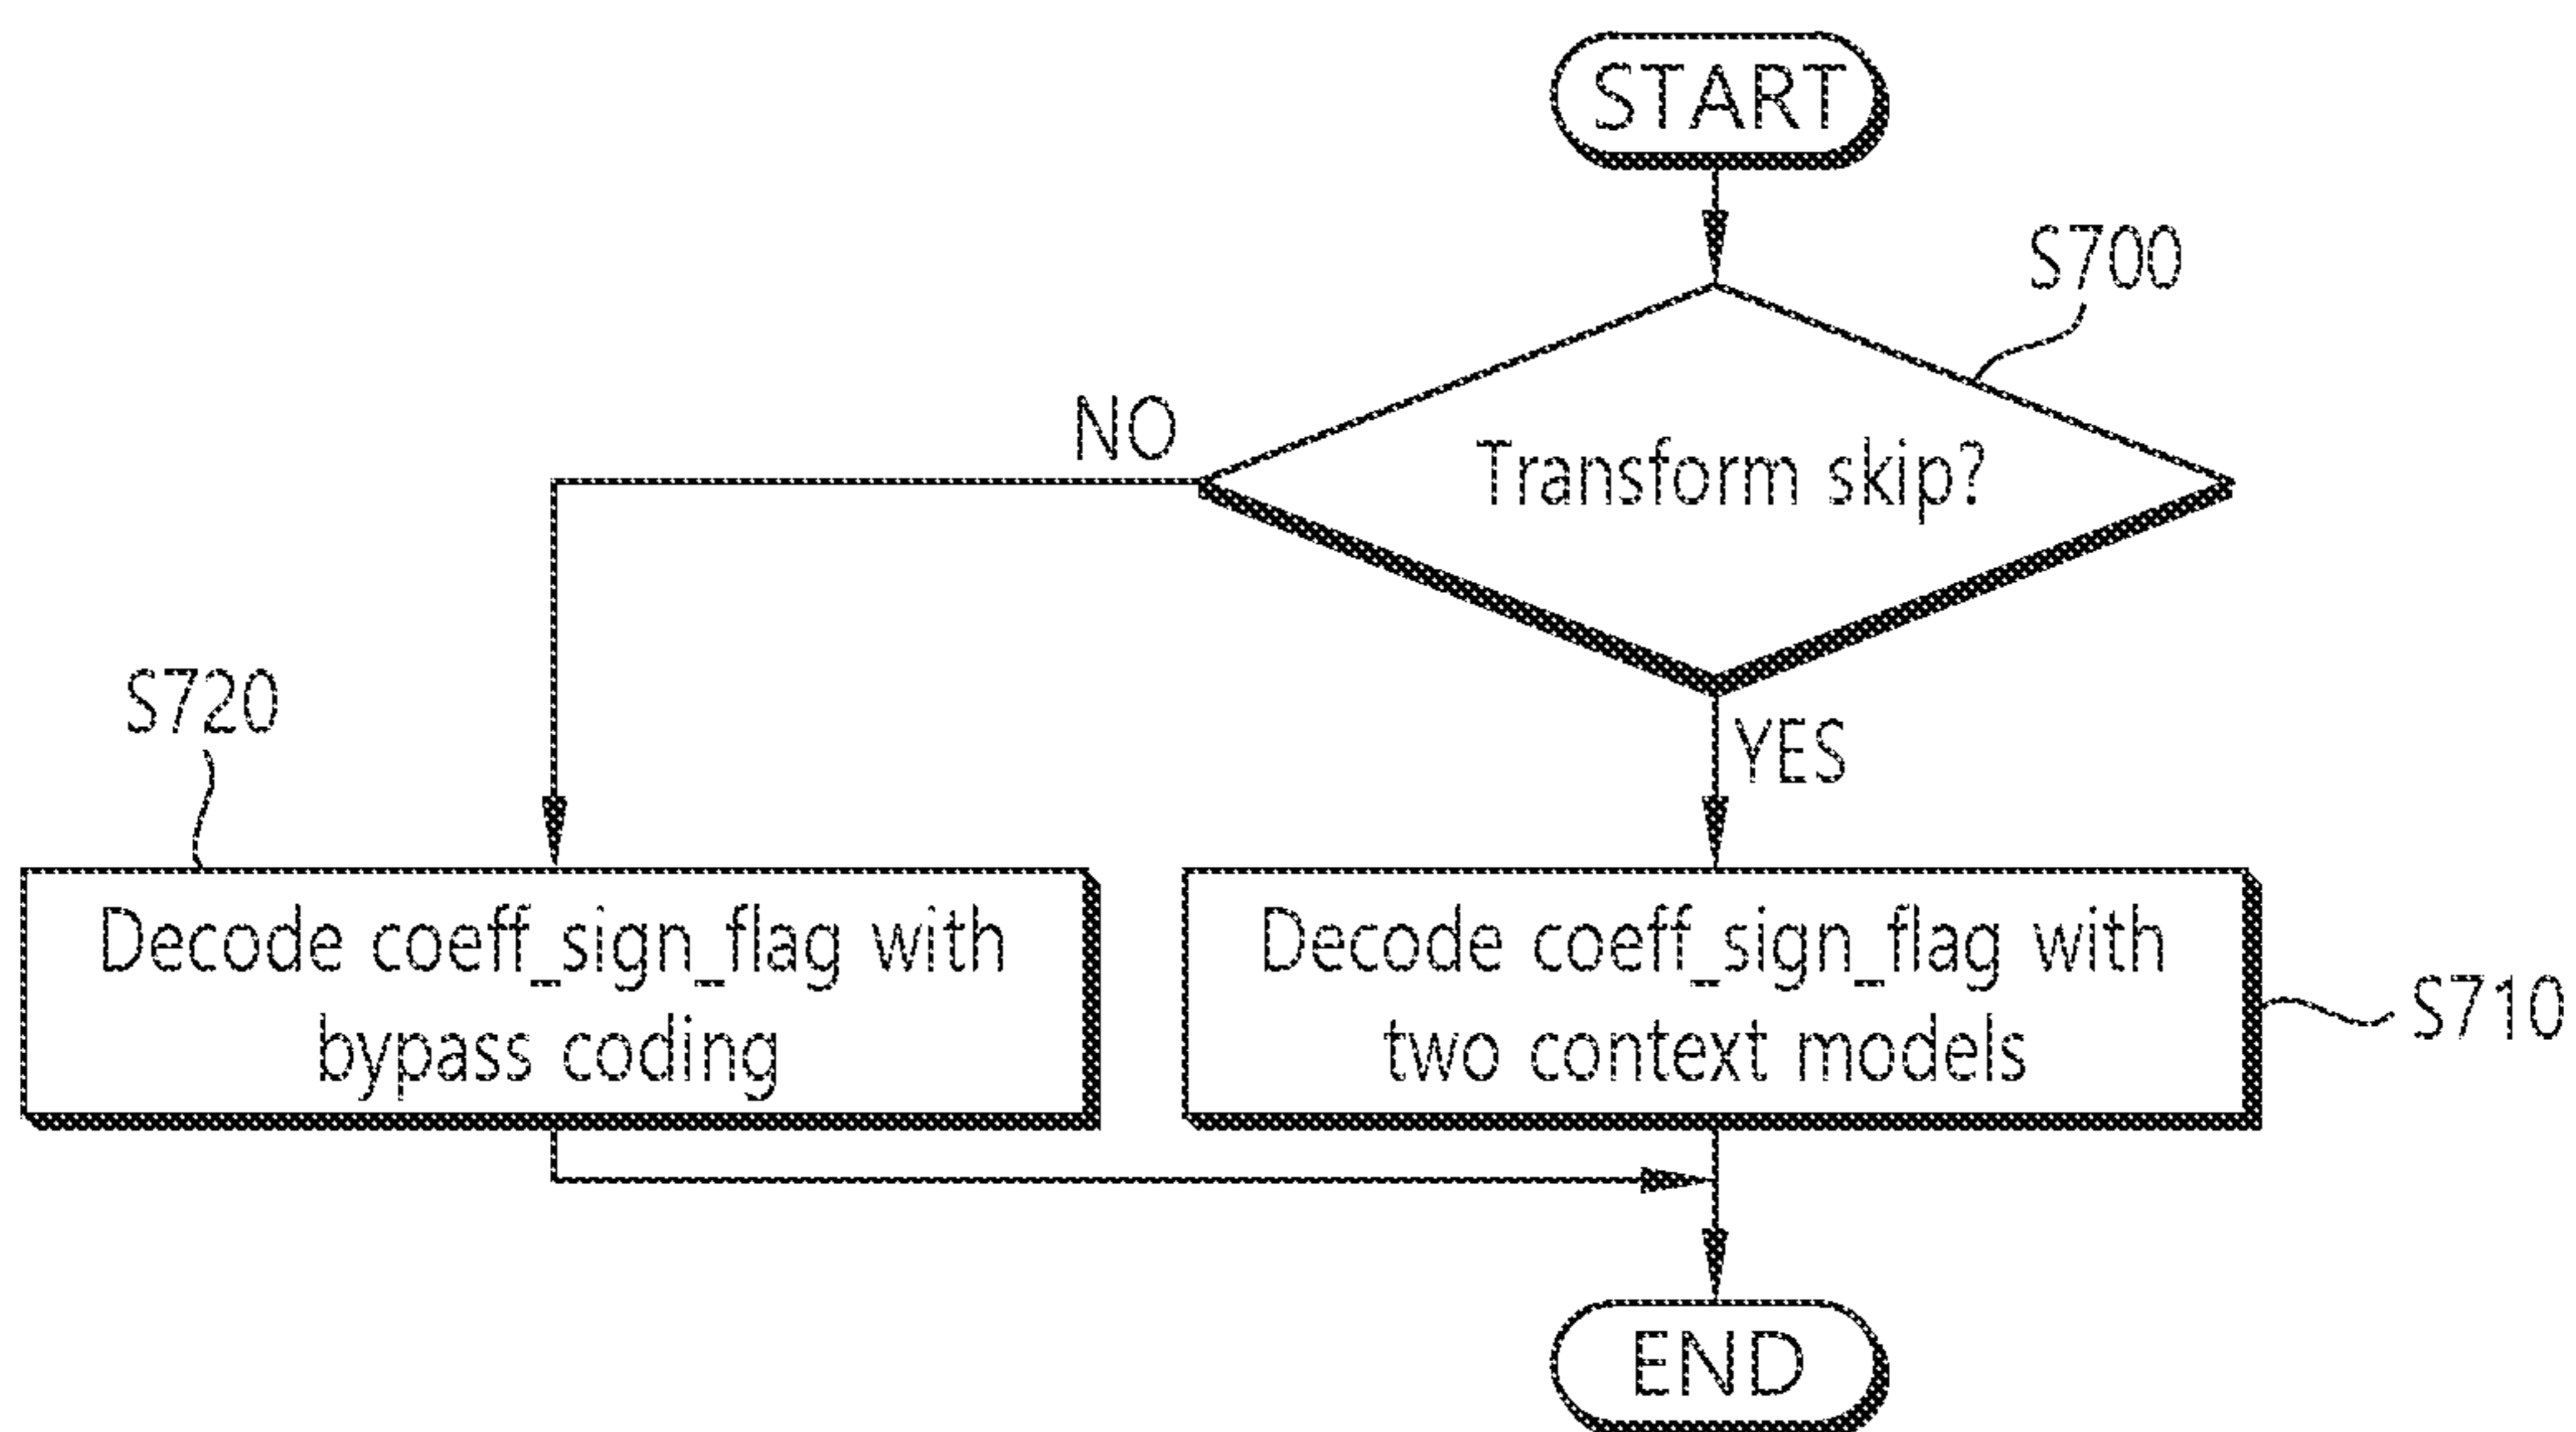 START
S700
Transform skip?
NO
YES
S720
Decode coeff_sign_flag with
bypass coding
Decode coeff_sign_flag with
two context models
S710
END